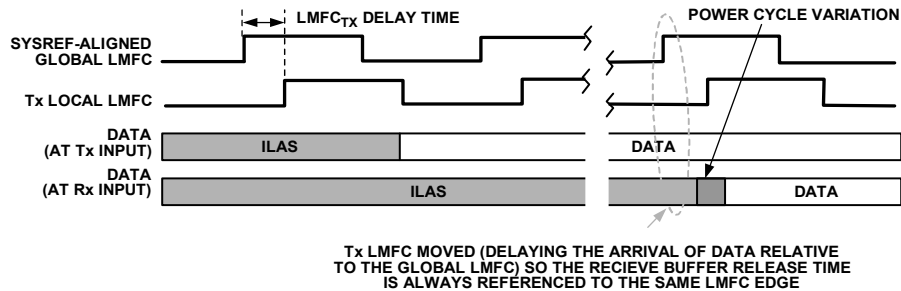 LMFCTX DELAY TIME
POWER CYCLE VARIATION
SYSREF-ALIGNED
GLOBAL LMFC
Tx LOCAL LMFC
DATA
(AT Tx INPUT)
ILAS
DATA
DATA
(AT Rx INPUT)
ILAS
DATA
Tx LMFC MOVED (DELAYING THE ARRIVAL OF DATA RELATIVE
TO THE GLOBAL LMFC) SO THE RECIEVE BUFFER RELEASE TIME
IS ALWAYS REFERENCED TO THE SAME LMFC EDGE